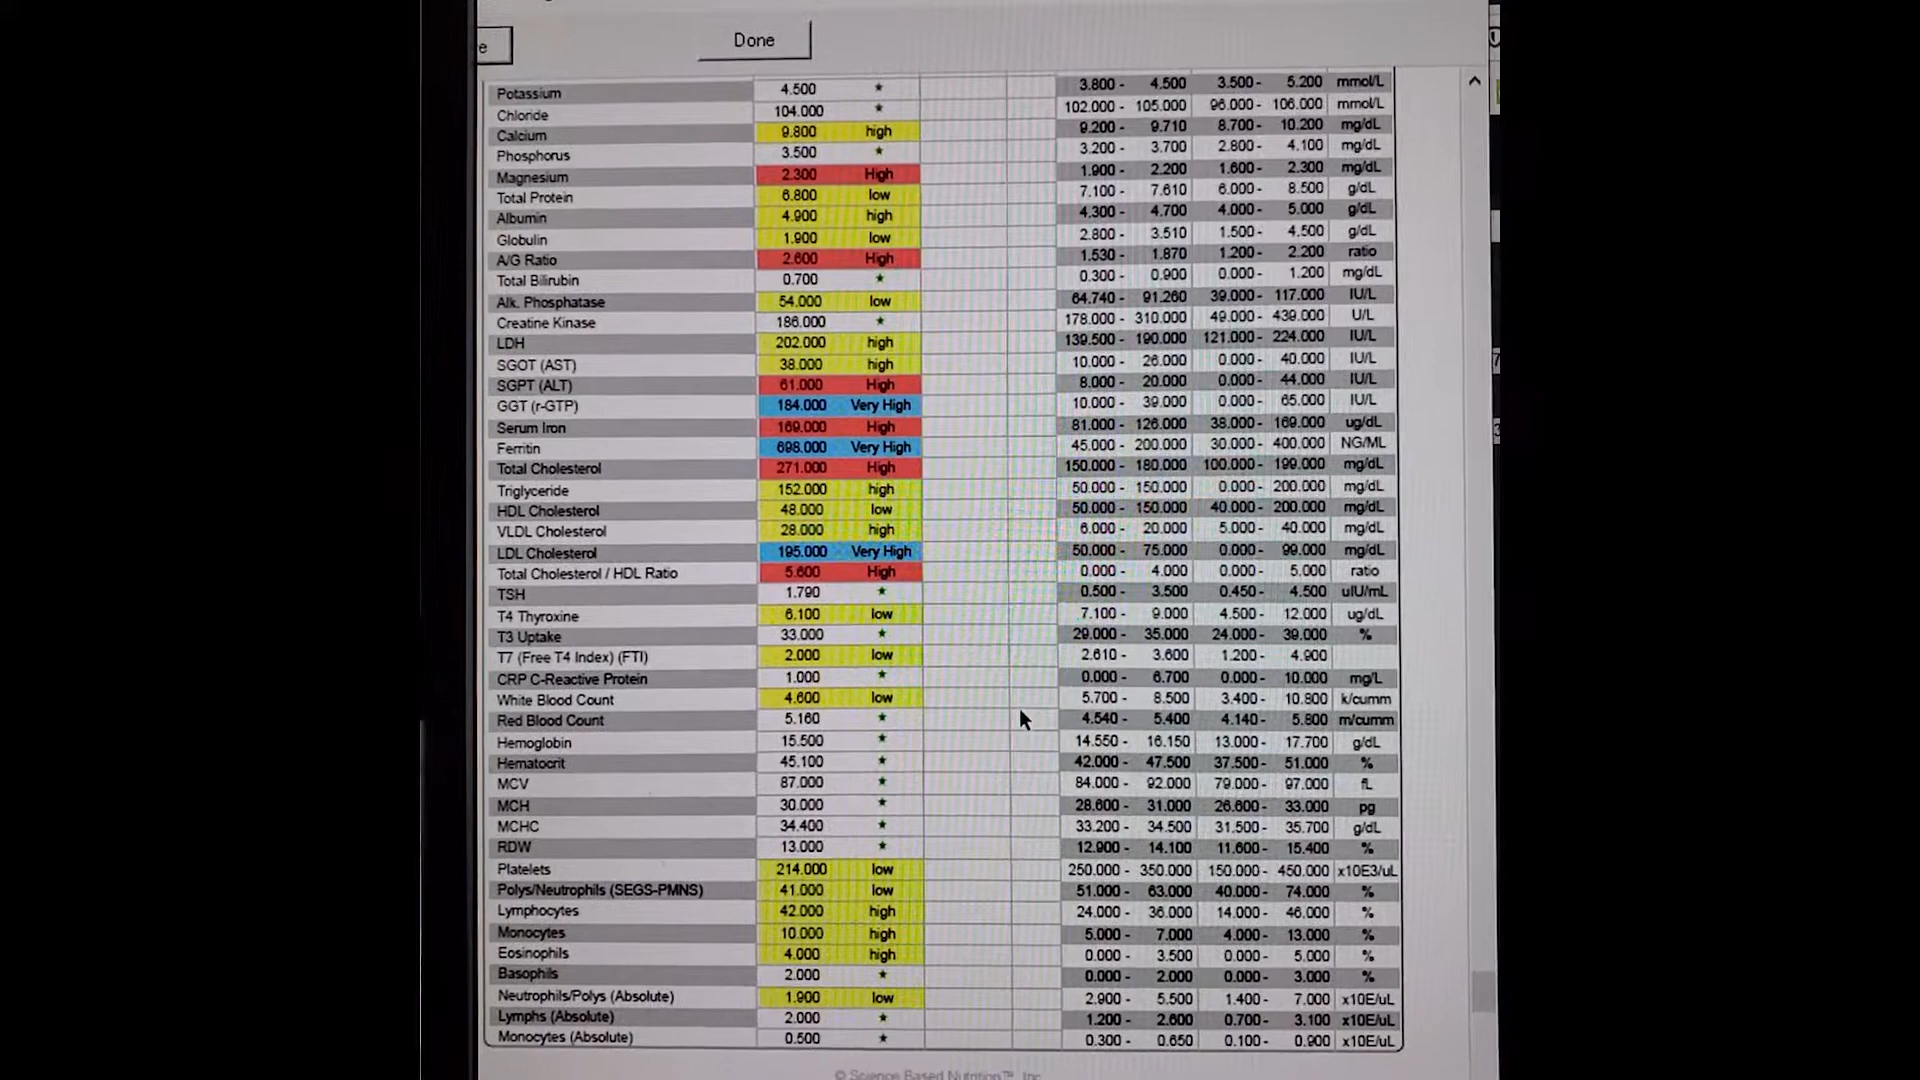 e Done
Potassium 4.500 * 3.800 - 4.500 3.500 - 5.200 mmol/L
Chloride 104.000 * 102.000 - 105.000 96.000 - 106.000 mmol/L
Calcium 9.800 high 9.200 - 9.710 8.700 - 10.200 mg/dL
Phosphorus 3.500 * 3.200 - 3.700 2.800 - 4.100 mg/dL
Magnesium 2.300 High 1.900 - 2.200 1.600 - 2.300 mg/dL
Total Protein 6.800 low 7.100 - 7.610 6.000 - 8.500 g/dL
Albumin 4.900 high 4.300 - 4.700 4.000 - 5.000 g/dL
Globulin 1.900 low 2.800 - 3.510 1.500 - 4.500 g/dL
A/G Ratio 2.600 High 1.530 - 1.870 1.200 - 2.200 ratio
Total Bilirubin 0.700 * 0.300 - 0.900 0.000 - 1.200 mg/dL
Alk. Phosphatase 54.000 low 64.740 - 91.260 39.000 - 117.000 IU/L
Creatine Kinase 186.000 * 178.000 - 310.000 49.000 - 439.000 U/L
LDH 202.000 high 139.500 - 190.000 121.000 - 224.000 IU/L
SGOT (AST) 38.000 high 10.000 - 26.000 0.000 - 40.000 IU/L
SGPT (ALT) 61.000 High 8.000 - 20.000 0.000 - 44.000 IU/L
GGT (r-GTP) 184.000 Very High 10.000 - 39.000 0.000 - 65.000 IU/L
Serum Iron 169.000 High 81.000 - 126.000 38.000 - 169.000 ug/dL
Ferritin 698.000 Very High 45.000 - 200.000 30.000 - 400.000 NG/ML
Total Cholesterol 271.000 High 150.000 - 180.000 100.000 - 199.000 mg/dL
Triglyceride 152.000 high 50.000 - 150.000 0.000 - 200.000 mg/dL
HDL Cholesterol 48.000 low 50.000 - 150.000 40.000 - 200.000 mg/dL
VLDL Cholesterol 28.000 high 6.000 - 20.000 5.000 - 40.000 mg/dL
LDL Cholesterol 195.000 Very High 50.000 - 75.000 0.000 - 99.000 mg/dL
Total Cholesterol / HDL Ratio 5.600 High 0.000 - 4.000 0.000 - 5.000 ratio
TSH 1.790 * 0.500 - 3.500 0.450 - 4.500 uIU/mL
T4 Thyroxine 6.100 low 7.100 - 9.000 4.500 - 12.000 ug/dL
T3 Uptake 33.000 * 29.000 - 35.000 24.000 - 39.000 %
T7 (Free T4 Index) (FTI) 2.000 low 2.610 - 3.600 1.200 - 4.900
CRP C-Reactive Protein 1.000 * 0.000 - 6.700 0.000 - 10.000 mg/L
White Blood Count 4.600 low 5.700 - 8.500 3.400 - 10.800 k/cumm
Red Blood Count 5.160 * 4.540 - 5.400 4.140 - 5.800 m/cumm
Hemoglobin 15.500 * 14.550 - 16.150 13.000 - 17.700 g/dL
Hematocrit 45.100 * 42.000 - 47.500 37.500 - 51.000 %
MCV 87.000 * 84.000 - 92.000 79.000 - 97.000 fL
MCH 30.000 * 28.600 - 31.000 26.600 - 33.000 pg
MCHC 34.400 * 33.200 - 34.500 31.500 - 35.700 g/dL
RDW 13.000 * 12.900 - 14.100 11.600 - 15.400 %
Platelets 214.000 low 250.000 - 350.000 150.000 - 450.000 x10E3/uL
Polys/Neutrophils (SEGS-PMNS) 41.000 low 51.000 - 63.000 40.000 - 74.000 %
Lymphocytes 42.000 high 24.000 - 36.000 14.000 - 46.000 %
Monocytes 10.000 high 5.000 - 7.000 4.000 - 13.000 %
Eosinophils 4.000 high 0.000 - 3.500 0.000 - 5.000 %
Basophils 2.000 * 0.000 - 2.000 0.000 - 3.000 %
Neutrophils/Polys (Absolute) 1.900 low 2.900 - 5.500 1.400 - 7.000 x10E/uL
Lymphs (Absolute) 2.000 * 1.200 - 2.600 0.700 - 3.100 x10E/uL
Monocytes (Absolute) 0.500 * 0.300 - 0.650 0.100 - 0.900 x10E/uL
© Science Based Nutrition™, Inc